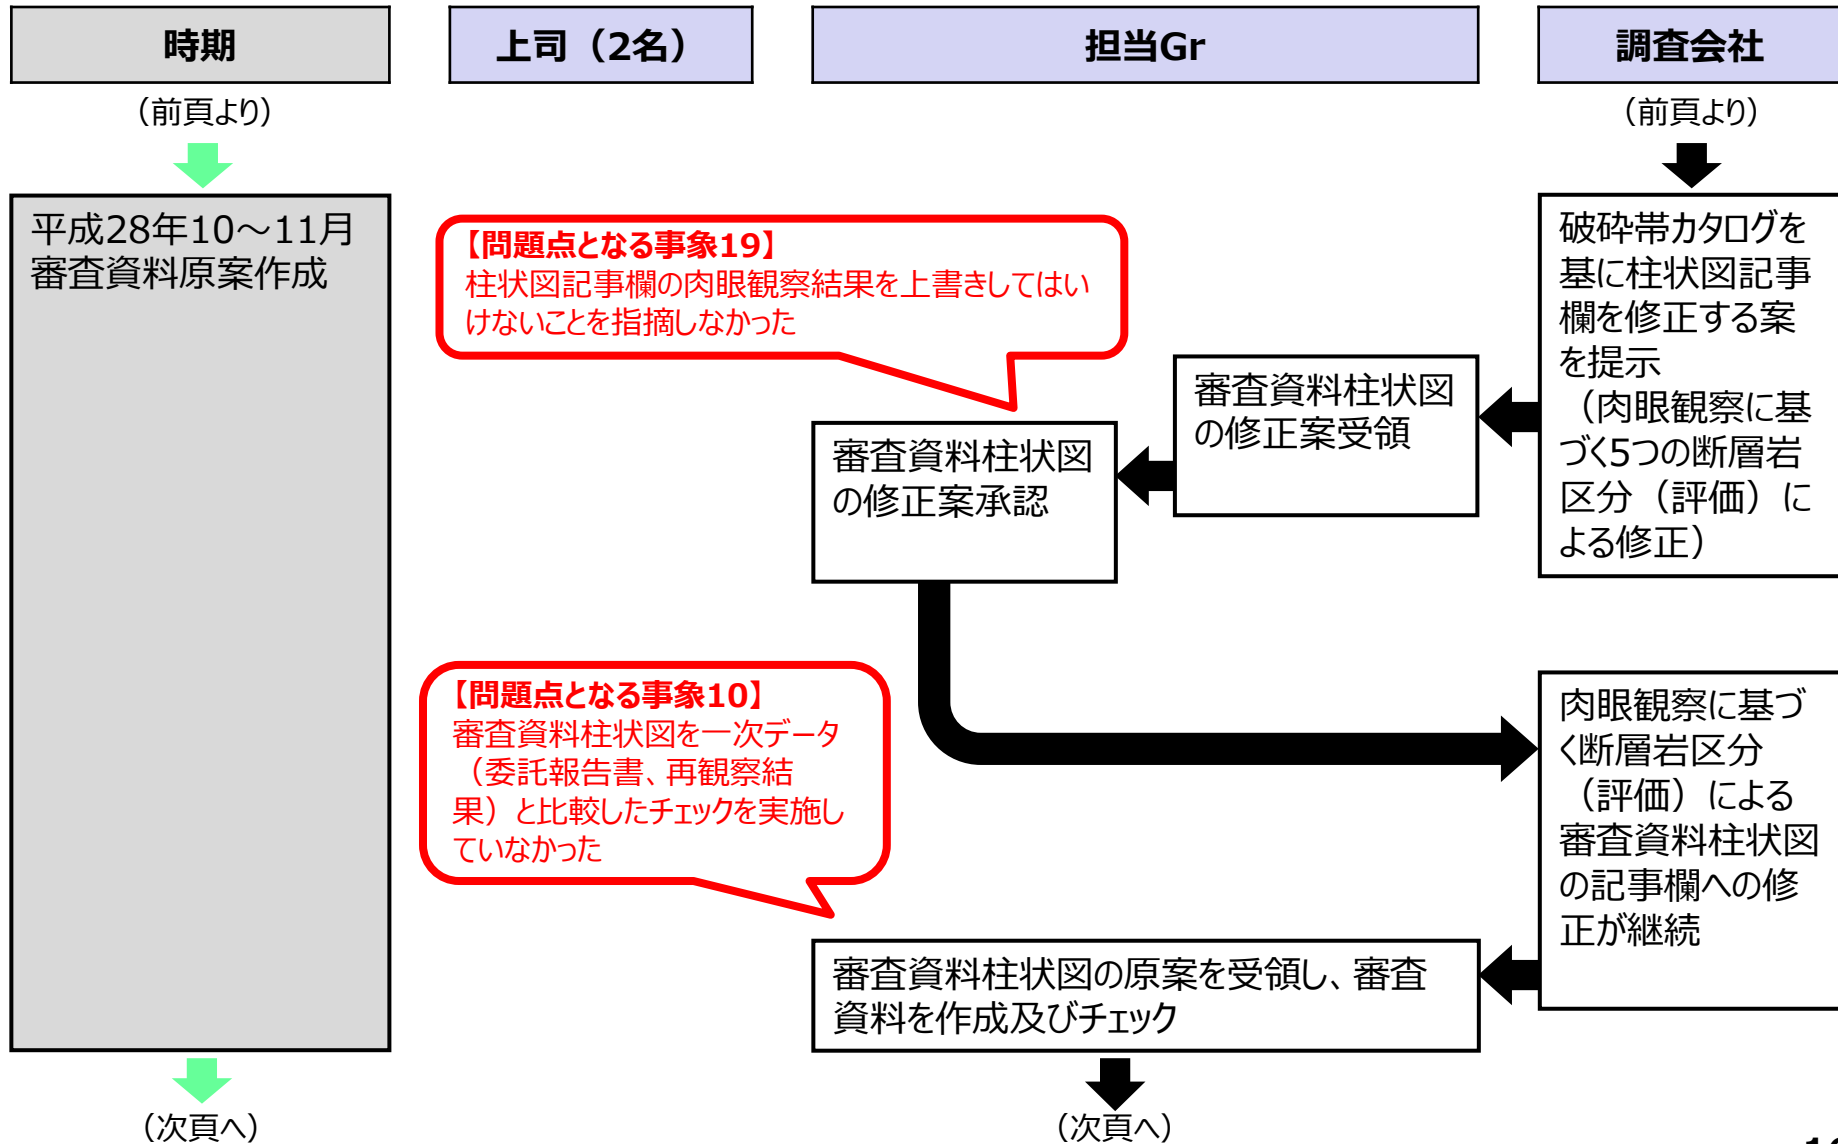 時期
上司（2名）
担当Gr
調査会社
（前頁より）
（前頁より）
平成28年10～11月
審査資料原案作成
【問題点となる事象19】
柱状図記事欄の肉眼観察結果を上書きしてはい
けないことを指摘しなかった
破砕帯カタログを
基に柱状図記事
欄を修正する案
を提示
（肉眼観察に基
づく5つの断層岩
区分（評価）に
よる修正）
審査資料柱状図
の修正案受領
審査資料柱状図
の修正案承認
【問題点となる事象10】
審査資料柱状図を一次データ
（委託報告書、再観察結
果）と比較したチェックを実施し
ていなかった
肉眼観察に基づ
く断層岩区分
（評価）による
審査資料柱状図
の記事欄への修
正が継続
審査資料柱状図の原案を受領し、審査
資料を作成及びチェック
（次頁へ）
（次頁へ）